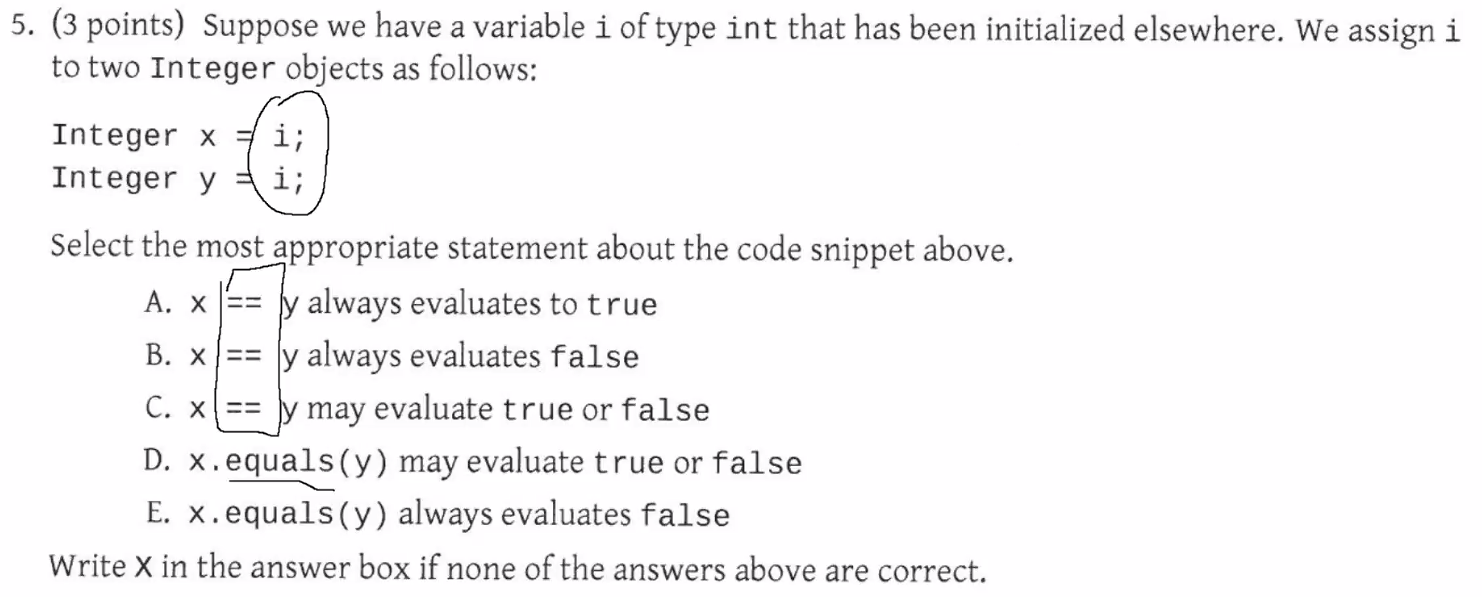 5. (3 points) Suppose we have a variable i of type int that has been initialized elsewhere. We assign i
to two Integer objects as follows:
Integer x = i;
Integer y = i;
Select the most appropriate statement about the code snippet above.
A. x == y always evaluates to true
B. x == y always evaluates false
C. x == y may evaluate true or false
D. x.equals(y) may evaluate true or false
E. x.equals(y) always evaluates false
Write X in the answer box if none of the answers above are correct.